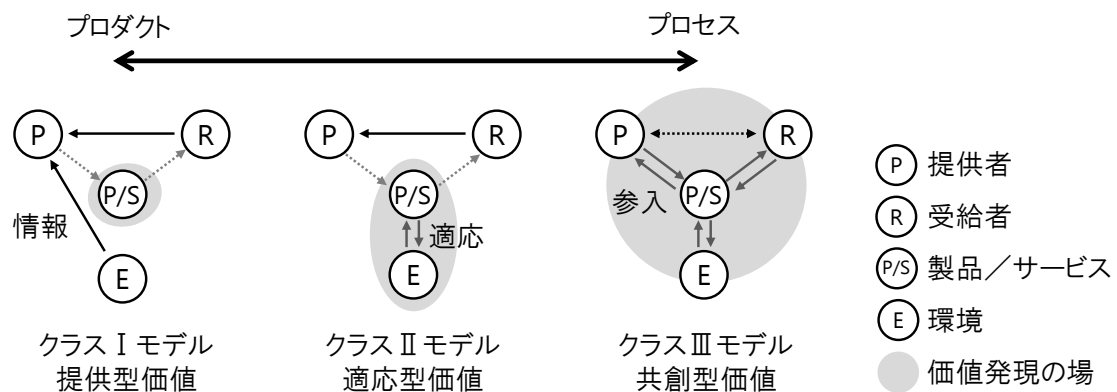 プロダクト
プロセス
P
R
P/S
情報
E
クラスⅠモデル
提供型価値
P
R
P/S
適応
E
クラスⅡモデル
適応型価値
P
R
P/S
参入
E
クラスⅢモデル
共創型価値
P 提供者
R 受給者
P/S 製品／サービス
E 環境
価値発現の場